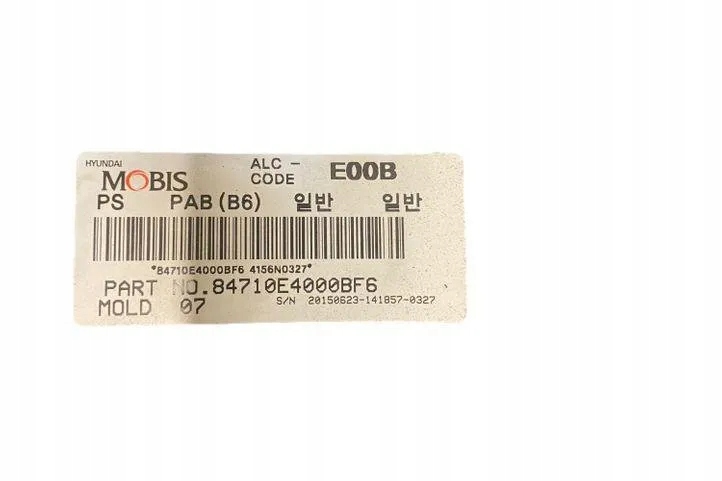 HYUNDAI
MOBIS
ALC - CODE E00B
PS PAB(B6) 일반 일반
*84710E4000BF6 4156N0327*
PART NO.84710E4000BF6
MOLD 07 S/N 20150623-141857-0327